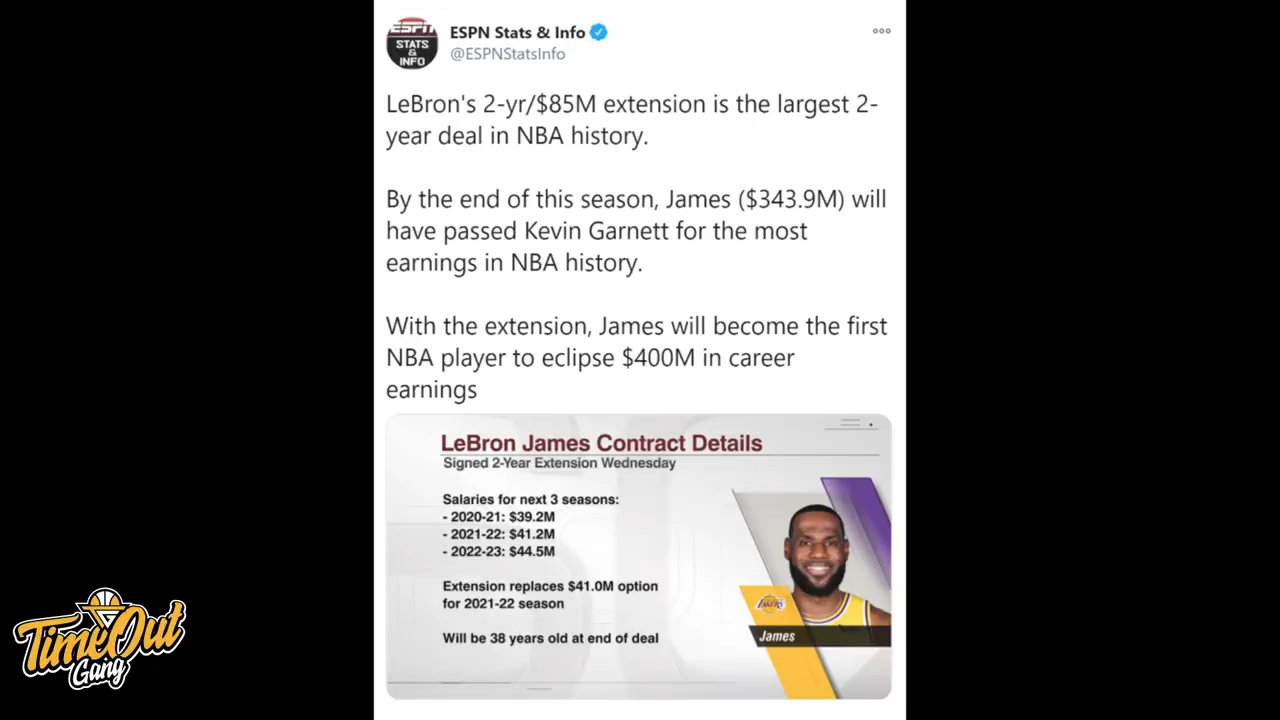 ESPN
STATS
&
INFO
ESPN Stats & Info
@ESPNStatsInfo
LeBron's 2-yr/$85M extension is the largest 2-
year deal in NBA history.
By the end of this season, James ($343.9M) will
have passed Kevin Garnett for the most
earnings in NBA history.
With the extension, James will become the first
NBA player to eclipse $400M in career
earnings
LeBron James Contract Details
Signed 2-Year Extension Wednesday
Salaries for next 3 seasons:
- 2020-21: $39.2M
- 2021-22: $41.2M
- 2022-23: $44.5M
Extension replaces $41.0M option
for 2021-22 season
Will be 38 years old at end of deal
LAKERS
James
TimeOut
Gang